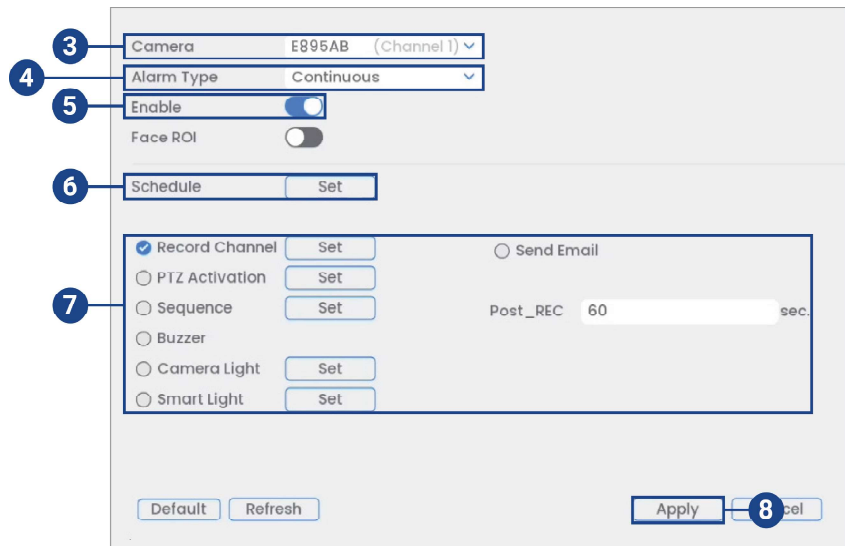 3 Camera E895AB (Channel 1)
4 Alarm Type Continuous
5 Enable
Face ROI
6 Schedule Set
Record Channel Set Send Email
PTZ Activation Set
7 Sequence Set Post_REC 60 sec.
Buzzer
Camera Light Set
Smart Light Set
Default Refresh Apply 8 cel